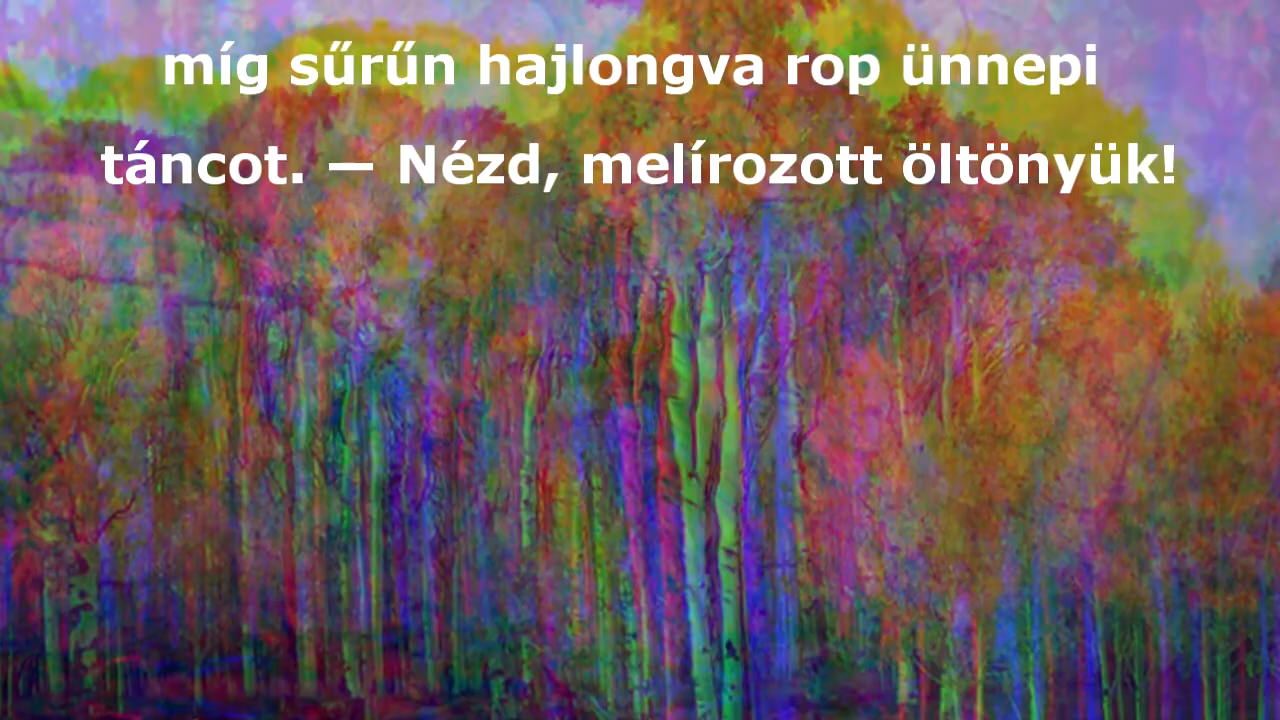 míg sűrűn hajlongva rop ünnepi
táncot. — Nézd, melírozott öltönyük!